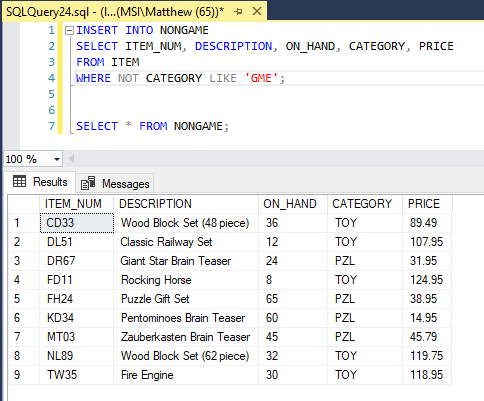 SQLQuery24.sql - (l...(MSI\Matthew (65))*
1 INSERT INTO NONGAME
2 SELECT ITEM_NUM, DESCRIPTION, ON_HAND, CATEGORY, PRICE
3 FROM ITEM
4 WHERE NOT CATEGORY LIKE 'GME';
5
6
7 SELECT * FROM NONGAME;
100 %
Results Messages
ITEM_NUM DESCRIPTION ON_HAND CATEGORY PRICE
1 CD33 Wood Block Set (48 piece) 36 TOY 89.49
2 DL51 Classic Railway Set 12 TOY 107.95
3 DR67 Giant Star Brain Teaser 24 PZL 31.95
4 FD11 Rocking Horse 8 TOY 124.95
5 FH24 Puzzle Gift Set 65 PZL 38.95
6 KD34 Pentominoes Brain Teaser 60 PZL 14.95
7 MT03 Zauberkasten Brain Teaser 45 PZL 45.79
8 NL89 Wood Block Set (62 piece) 32 TOY 119.75
9 TW35 Fire Engine 30 TOY 118.95